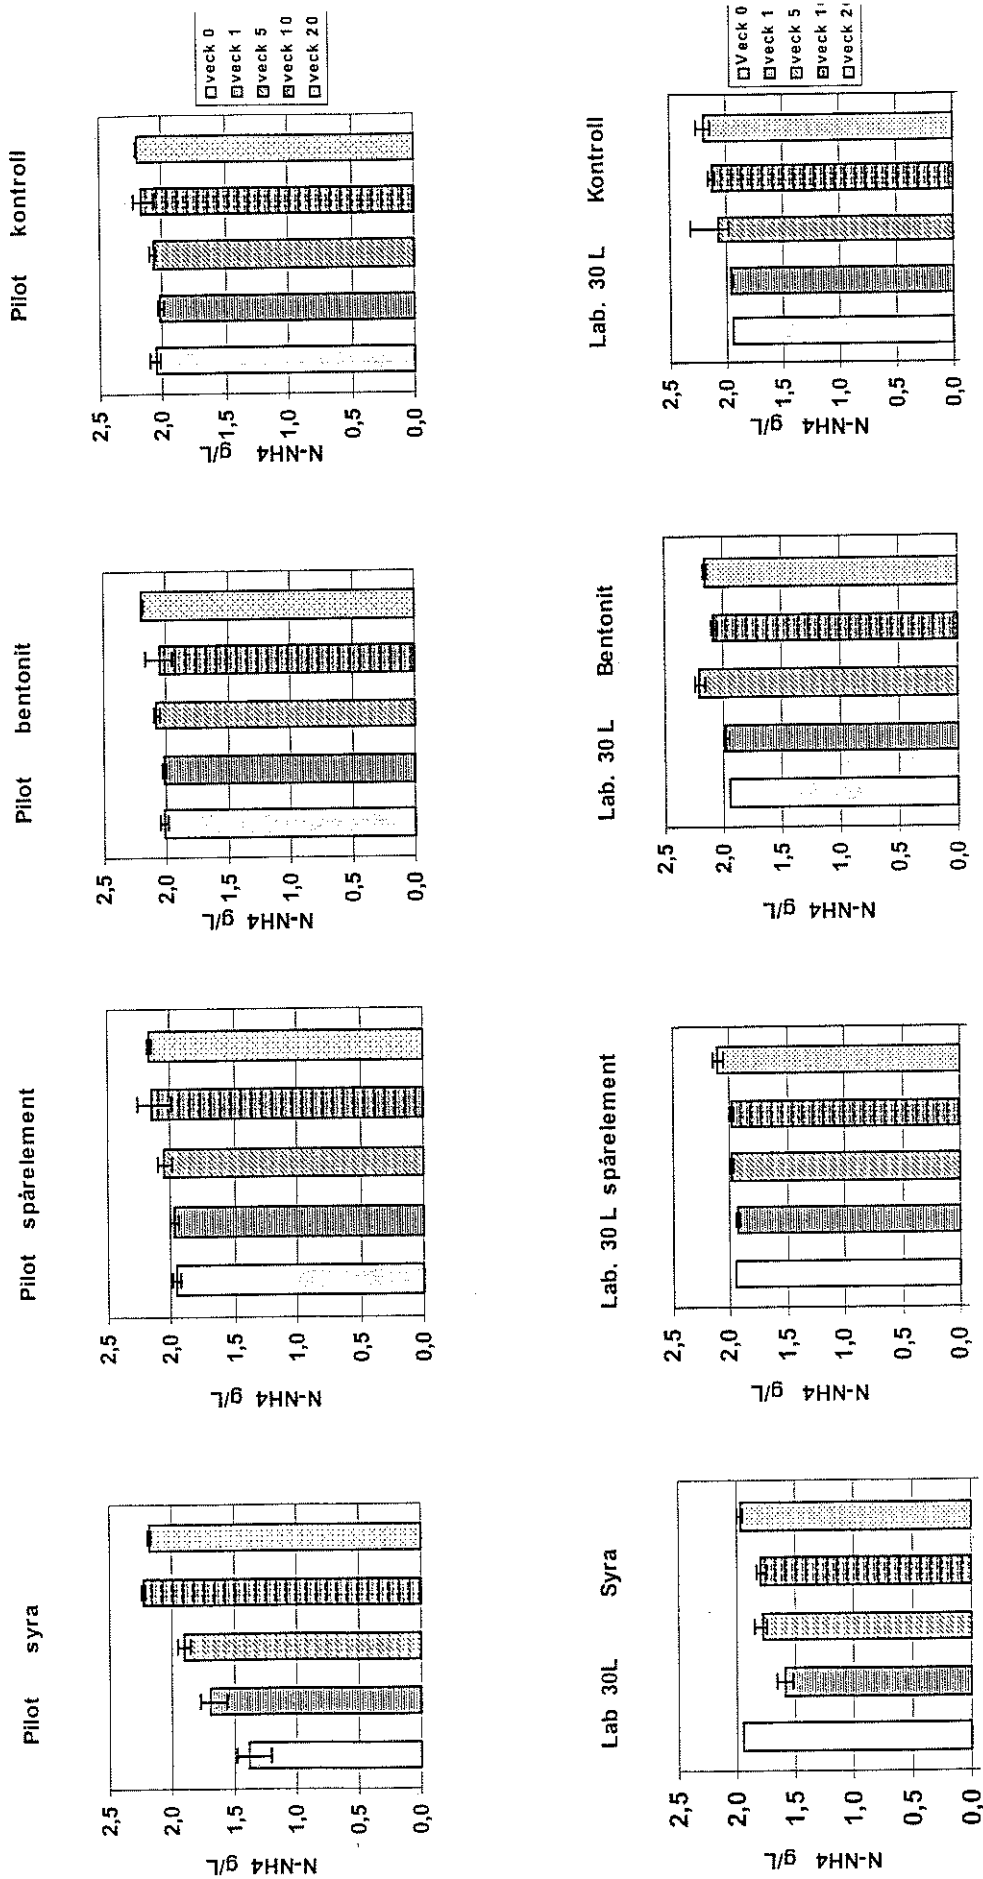 Pilot syra
2,5
2,0
1,5
1,0
0,5
0,0
N-NH4
g/L
Pilot spårelement
2,5
2,0
1,5
1,0
0,5
0,0
N-NH4
g/L
Pilot bentonit
2,5
2,0
1,5
1,0
0,5
0,0
N-NH4
g/L
Pilot kontroll
2,5
2,0
1,5
1,0
0,5
0,0
N-NH4
g/L
veck 0
veck 1
veck 5
veck 10
veck 20
Lab 30L Syra
2,5
2,0
1,5
1,0
0,5
0,0
N-NH4 g/L
Lab. 30 L spårelement
2,5
2,0
1,5
1,0
0,5
0,0
N-NH4 g/L
Lab. 30 L Bentonit
2,5
2,0
1,5
1,0
0,5
0,0
N-NH4 g/L
Lab. 30 L Kontroll
2,5
2,0
1,5
1,0
0,5
0,0
N-NH4 g/L
Veck 0
veck 1
veck 5
veck 1
veck 2